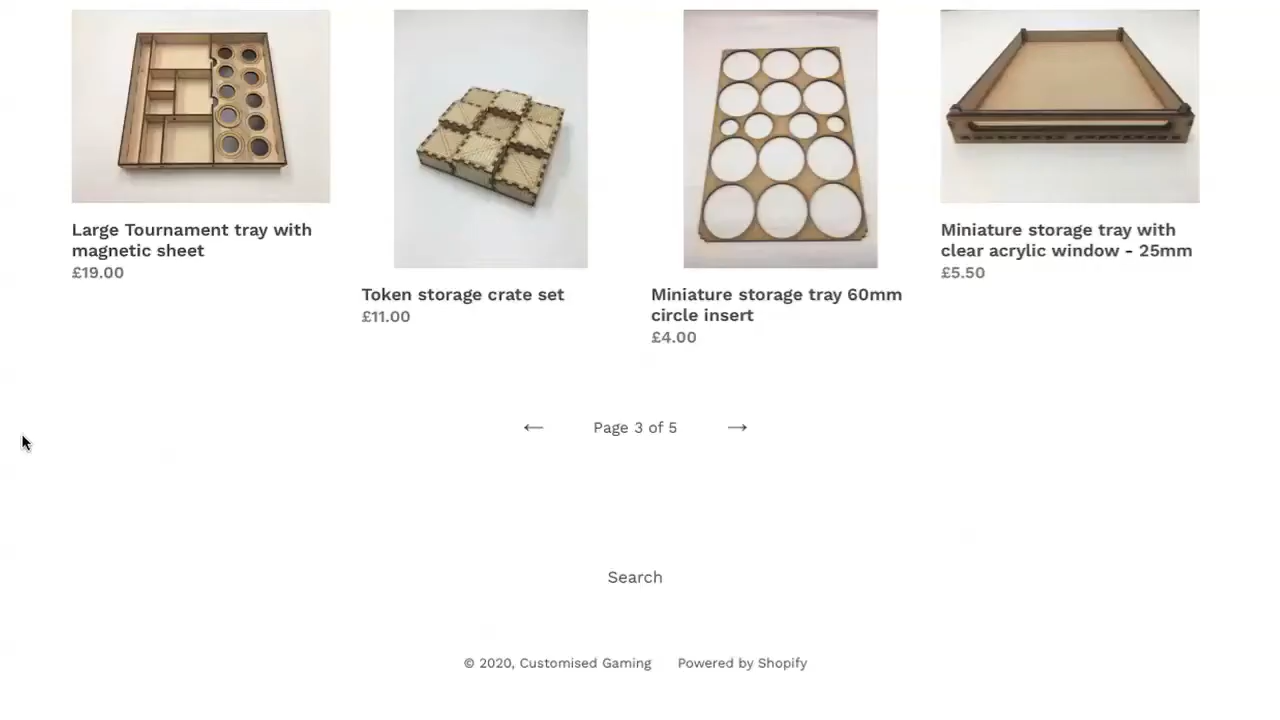 Large Tournament tray with
magnetic sheet
£19.00
Token storage crate set
£11.00
Miniature storage tray 60mm
circle insert
£4.00
Miniature storage tray with
clear acrylic window - 25mm
£5.50
← Page 3 of 5 →
Search
© 2020, Customised Gaming Powered by Shopify